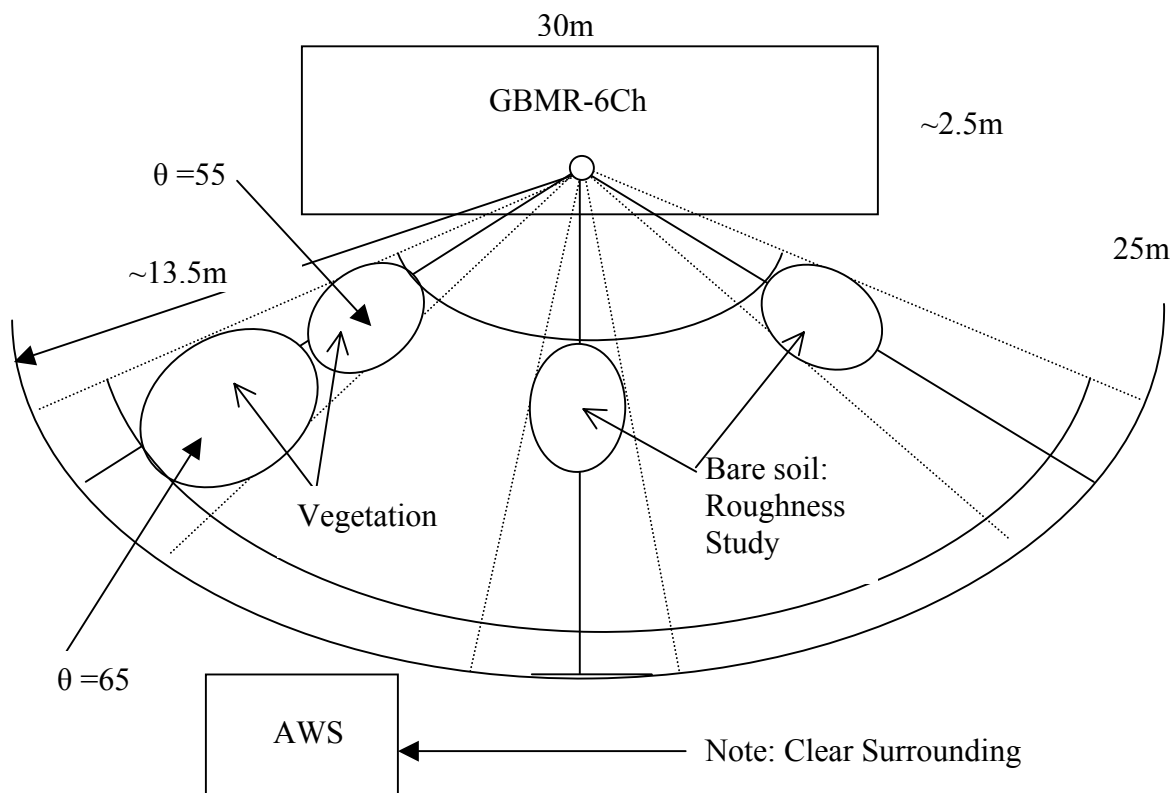 30m
GBMR-6Ch
~2.5m
θ =55
25m
~13.5m
Vegetation
Bare soil:
Roughness
Study
θ =65
AWS
Note: Clear Surrounding